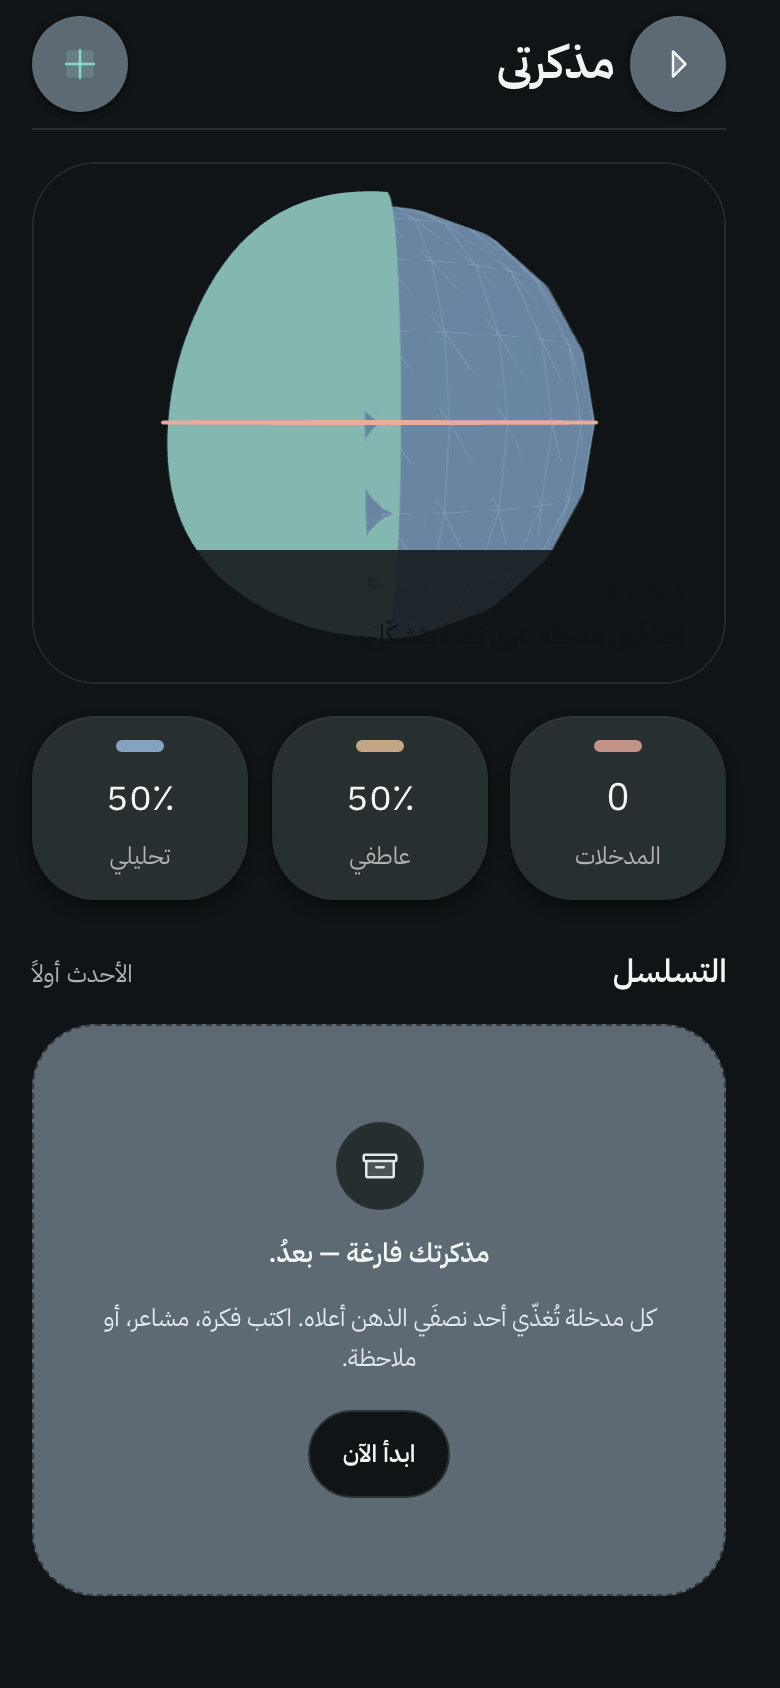 مذكرتى
0
المدخلات
50٪
عاطفي
50٪
تحليلي
التسلسل
الأحدث أولاً
مذكرتك فارغة — بعدُ.
كل مدخلة تُغذّي أحد نصفَي الذهن أعلاه. اكتب فكرة، مشاعر، أو
ملاحظة.
ابدأ الآن